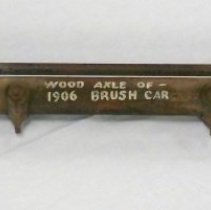 WOOD AXLE OF -
1906 BRUSH CAR